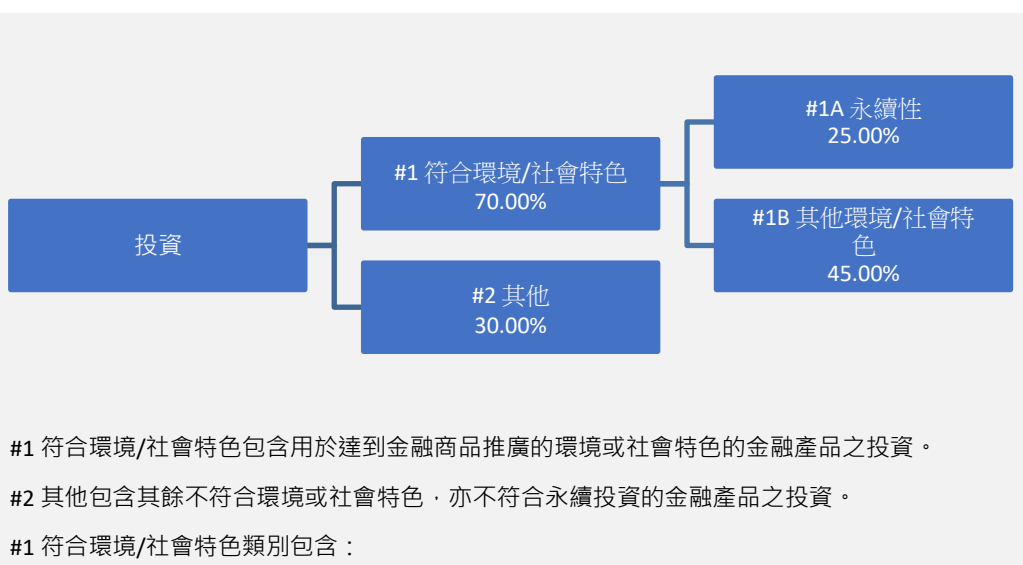 #1A 永續性
25.00%
#1 符合環境/社會特色
70.00%
#1B 其他環境/社會特
色
45.00%
投資
#2 其他
30.00%
#1 符合環境/社會特色包含用於達到金融商品推廣的環境或社會特色的金融產品之投資。
#2 其他包含其餘不符合環境或社會特色，亦不符合永續投資的金融產品之投資。
#1 符合環境/社會特色類別包含：